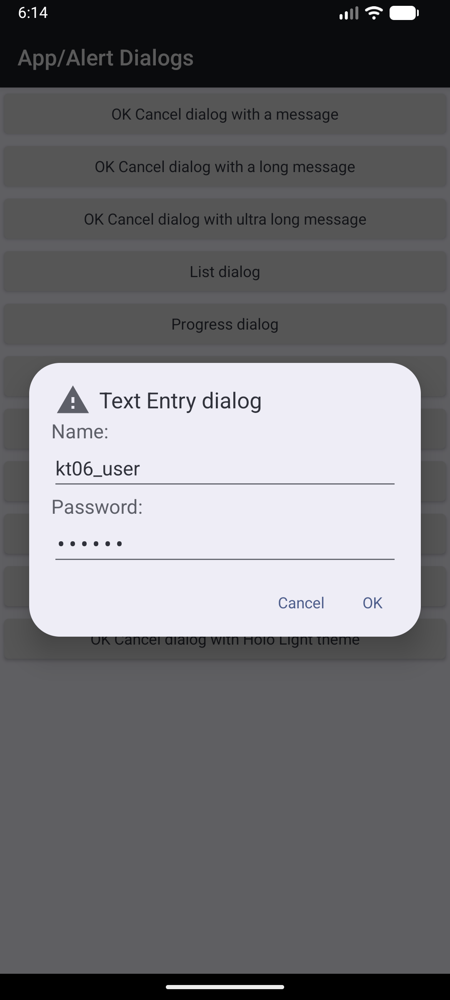 6:14
App/Alert Dialogs
OK Cancel dialog with a message
OK Cancel dialog with a long message
OK Cancel dialog with ultra long message
List dialog
Progress dialog
Text Entry dialog
Name:
kt06_user
Password:
••••••
Cancel OK
OK Cancel dialog with Holo Light theme